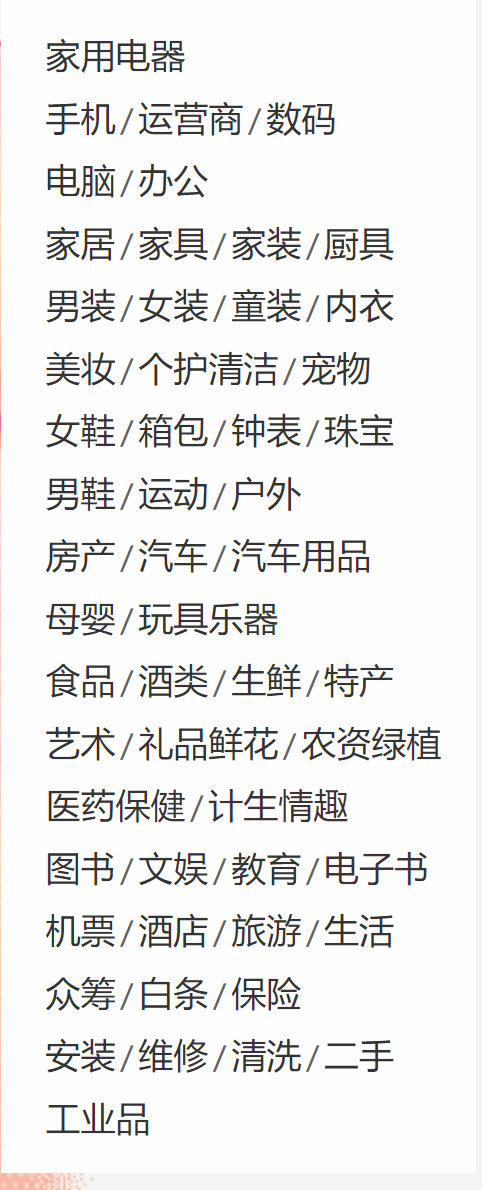 家用电器
手机/运营商/数码
电脑/办公
家居/家具/家装/厨具
男装/女装/童装/内衣
美妆/个护清洁/宠物
女鞋/箱包/钟表/珠宝
男鞋/运动/户外
房产/汽车/汽车用品
母婴/玩具乐器
食品/酒类/生鲜/特产
艺术/礼品鲜花/农资绿植
医药保健/计生情趣
图书/文娱/教育/电子书
机票/酒店/旅游/生活
众筹/白条/保险
安装/维修/清洗/二手
工业品